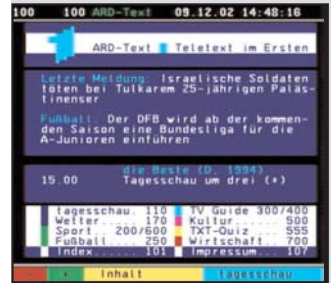 100 100 ARD-Text 09.12.02 14:48:16
ARD-Text Teletext im Ersten
Letzte Meldung: Israelische Soldaten
töten bei Tulkarem 25-jährigen Paläs-
tinenser
Fußball: Der DFB wird ab der kommen-
den Saison eine Bundesliga für die
A-Junioren einführen
die Beste (D, 1994)
15.00 Tagesschau um drei (*)
tagesschau. 110 TV Guide 300/400
Wetter... 170 Kultur..... 500
Sport.. 200/600 TXT-Quiz... 555
Fußball... 250 Wirtschaft.. 700
Index..... 101 Impressum... 107
- + Inhalt tagesschau